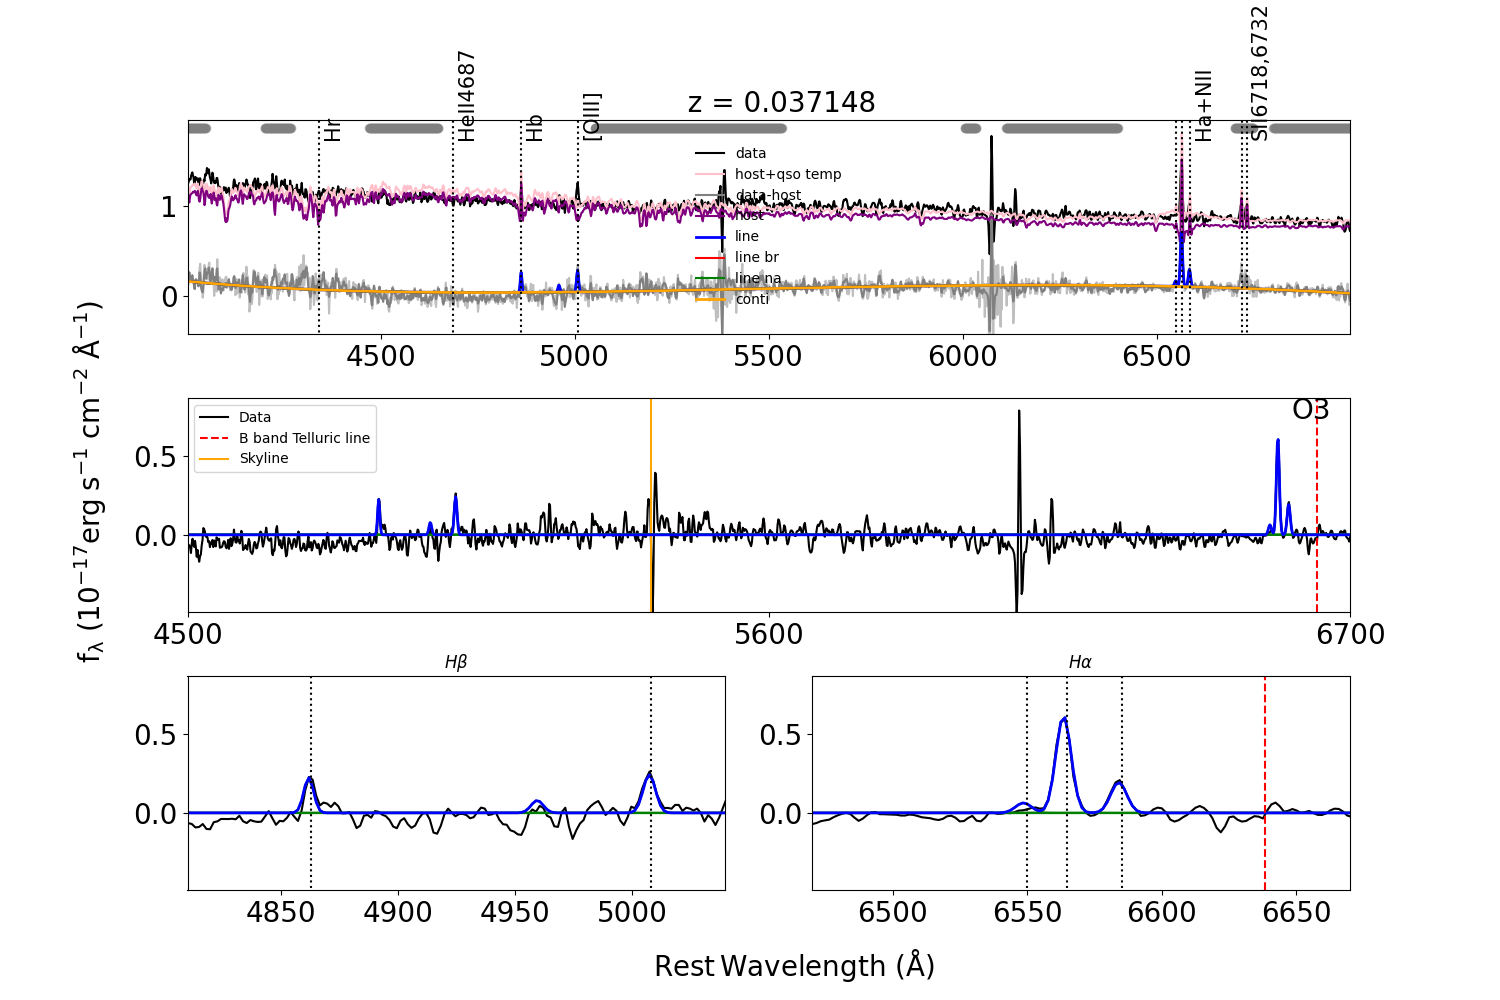 z = 0.037148
Hr
HeII4687
Hb
[OIII]
Ha+NII
SII6718,6732
data
host+qso temp
data-host
host
line
line br
line na
conti
1
0
4500 5000 5500 6000 6500
Data
B band Telluric line
Skyline
O3
0.5
0.0
4500 5600 6700
Hβ
0.5
0.0
4850 4900 4950 5000
Hα
0.5
0.0
6500 6550 6600 6650
fλ (10⁻¹⁷erg s⁻¹ cm⁻² Å⁻¹)
Rest Wavelength (Å)